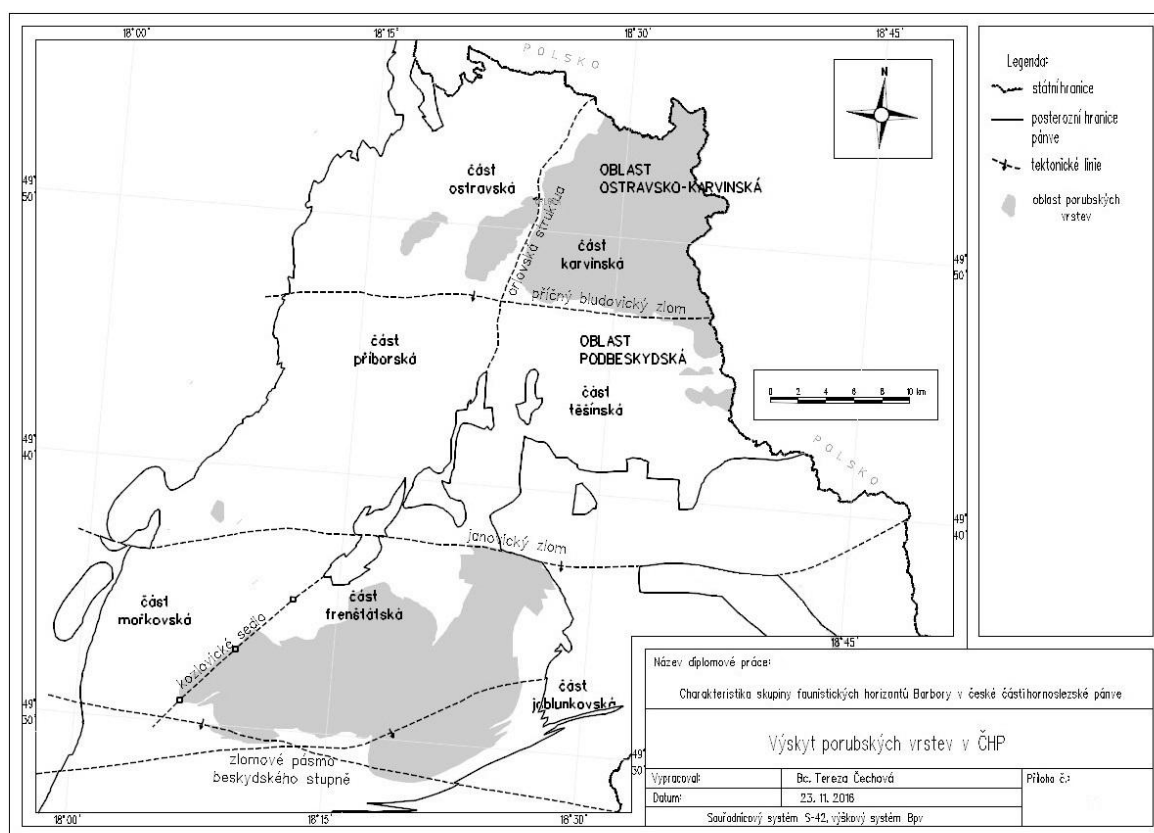 18°00'
18°15'
18°30'
18°45'
POLSKO
N
49°
50'
část
ostravská
OBLAST
OSTRAVSKO-KARVINSKÁ
orlovská struktura
část
karvinská
49°
50'
příčný bludovický zlom
část
příborská
OBLAST
PODBESKYDSKÁ
část
těšínská
0 2 4 6 8 10 km
POLSKO
49°
40'
49°
40'
janovický zlom
část
mořkovská
část
frenštátská
kozlovické sedlo
18°45'
část
jablunkovská
49°
50'
zlomové pásmo
beskydského stupně
49°
50'
18°00'
18°15'
18°30'
Legenda:
státní hranice
posterozní hranice
pánve
tektonické linie
oblast porubských
vrstev
Název diplomové práce:
Charakteristika skupiny faunistických horizontů Barbory v české části hornoslezské pánve
Výskyt porubských vrstev v ČHP
Vypracoval: Bc. Tereza Čechová Příloha č.:
Datum: 23. 11. 2016
Souřadnicový systém S-42, výškový systém Bpv